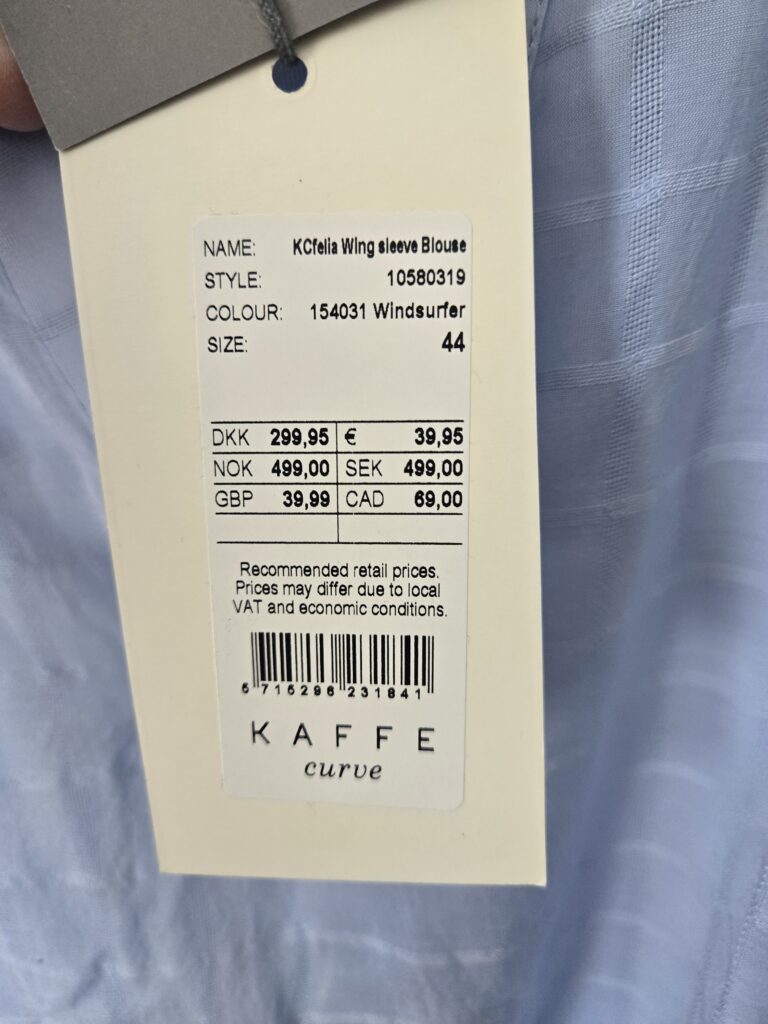 NAME: KCfelia Wing sleeve Blouse
STYLE: 10580319
COLOUR: 154031 Windsurfer
SIZE: 44
DKK 299,95 € 39,95
NOK 499,00 SEK 499,00
GBP 39,99 CAD 69,00
Recommended retail prices.
Prices may differ due to local
VAT and economic conditions.
5 715296 231841
KAFFE
curve